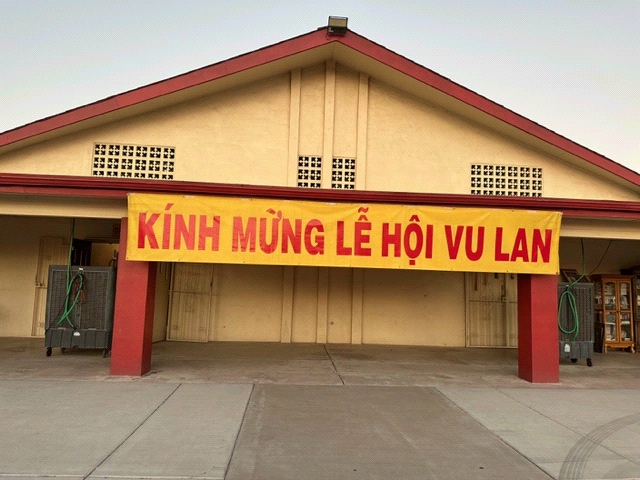 KÍNH MỪNG LỄ HỘI VU LAN